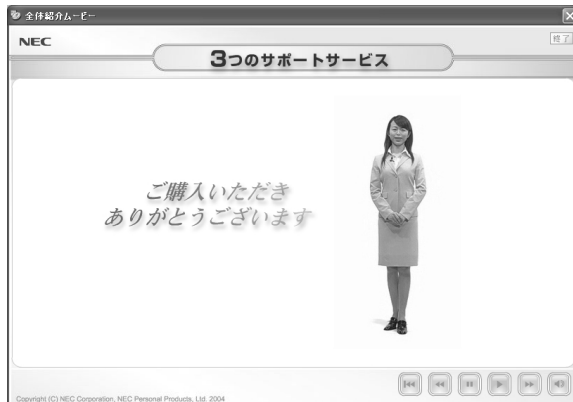 全体紹介ムービー
NEC
終了
3つのサポートサービス
ご購入いただき
ありがとうございます
Copyright (C) NEC Corporation, NEC Personal Products, Ltd. 2004